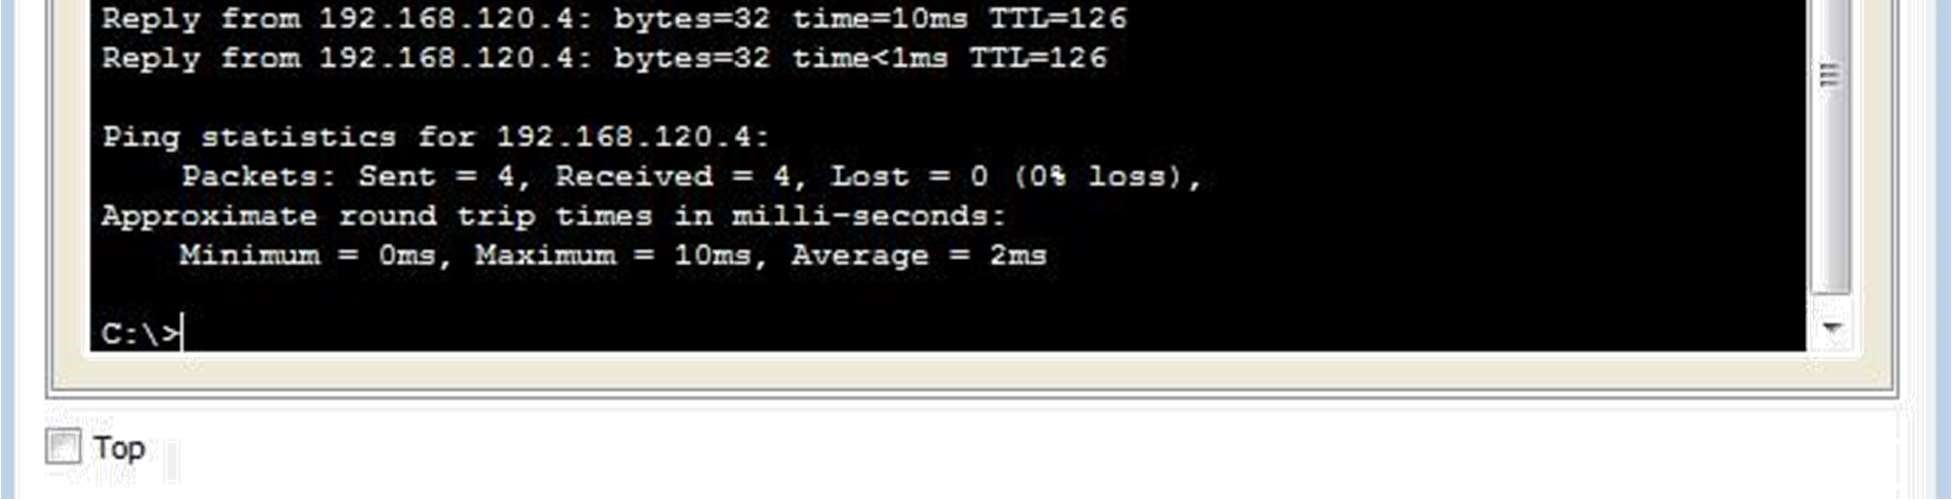 Reply from 192.168.120.4: bytes=32 time=10ms TTL=126
Reply from 192.168.120.4: bytes=32 time<1ms TTL=126
Ping statistics for 192.168.120.4:
    Packets: Sent = 4, Received = 4, Lost = 0 (0% loss),
Approximate round trip times in milli-seconds:
    Minimum = 0ms, Maximum = 10ms, Average = 2ms
C:\>
Top